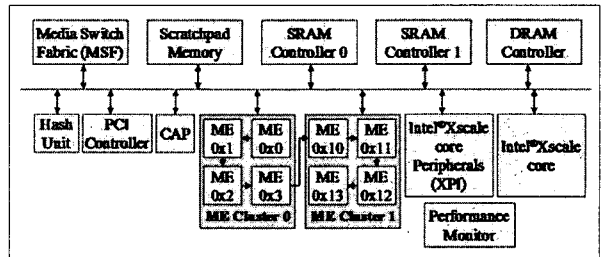 Media Switch
Fabric (MSF)
Scratchpad
Memory
SRAM
Controller 0
SRAM
Controller 1
DRAM
Controller
Hash
Unit
PCI
Controller
CAP
ME
0x1
ME
0x0
ME
0x2
ME
0x3
ME Cluster 0
ME
0x10
ME
0x11
ME
0x13
ME
0x12
ME Cluster 1
Intel®Xscale
core
Peripherals
(XPI)
Intel®Xscale
core
Performance
Monitor